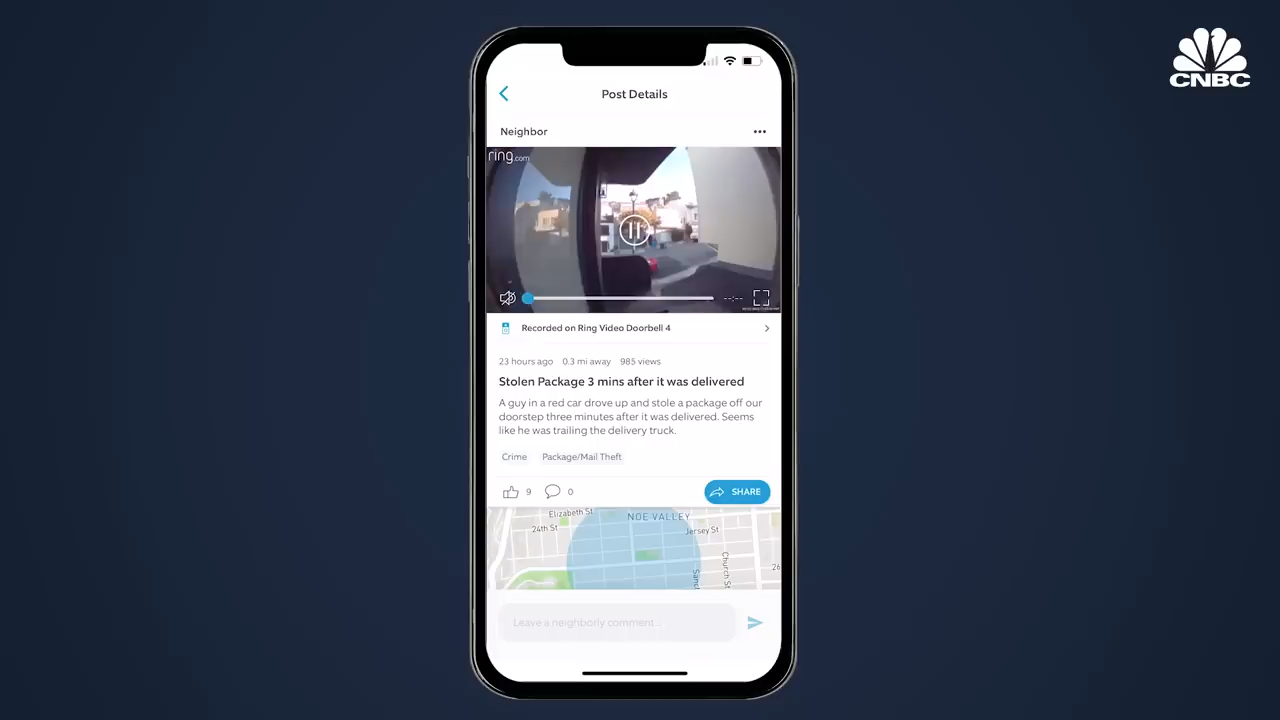 CNBC
Post Details
Neighbor
ring.com
--:--
Recorded on Ring Video Doorbell 4
23 hours ago 0.3 mi away 985 views
Stolen Package 3 mins after it was delivered
A guy in a red car drove up and stole a package off our
doorstep three minutes after it was delivered. Seems
like he was trailing the delivery truck.
Crime Package/Mail Theft
9 0 SHARE
Elizabeth St NOE VALLEY
24th St Jersey St
Church St
26
Leave a neighborly comment...